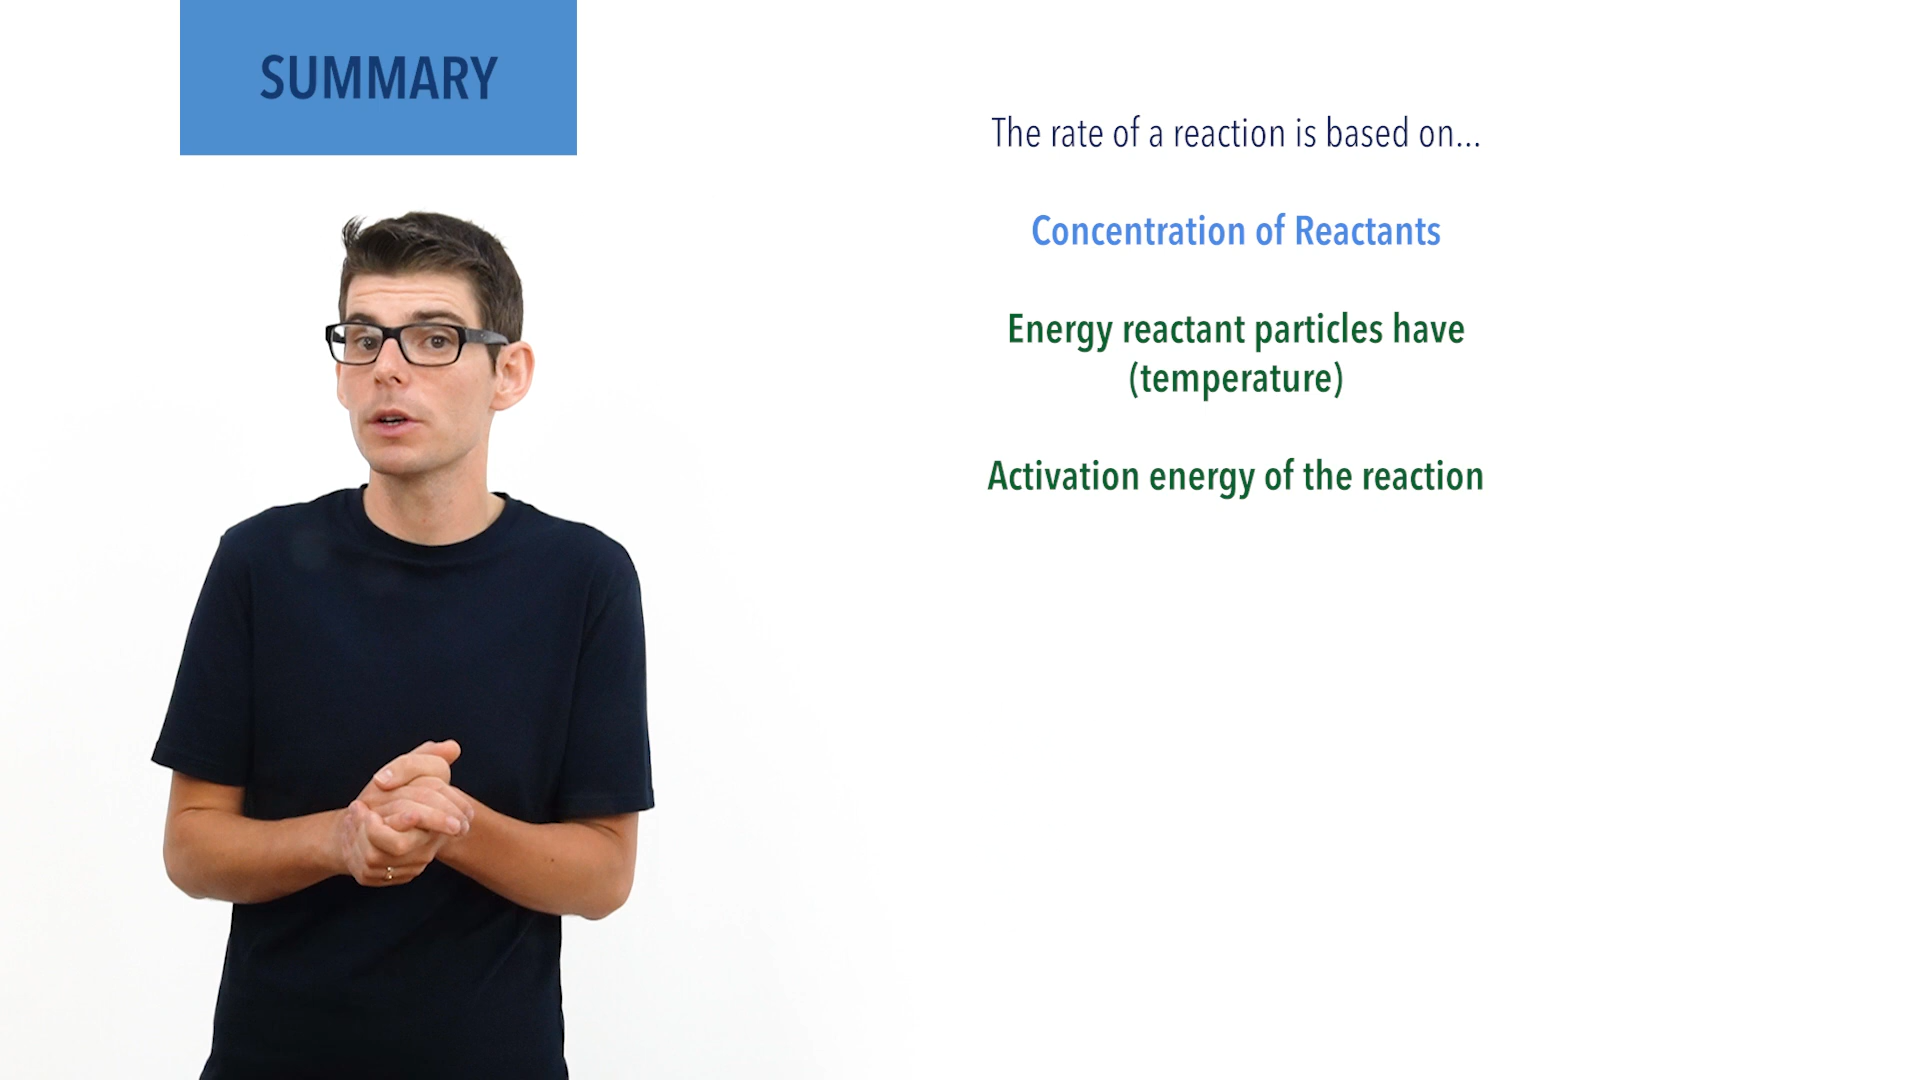 SUMMARY
The rate of a reaction is based on...
Concentration of Reactants
Energy reactant particles have
(temperature)
Activation energy of the reaction